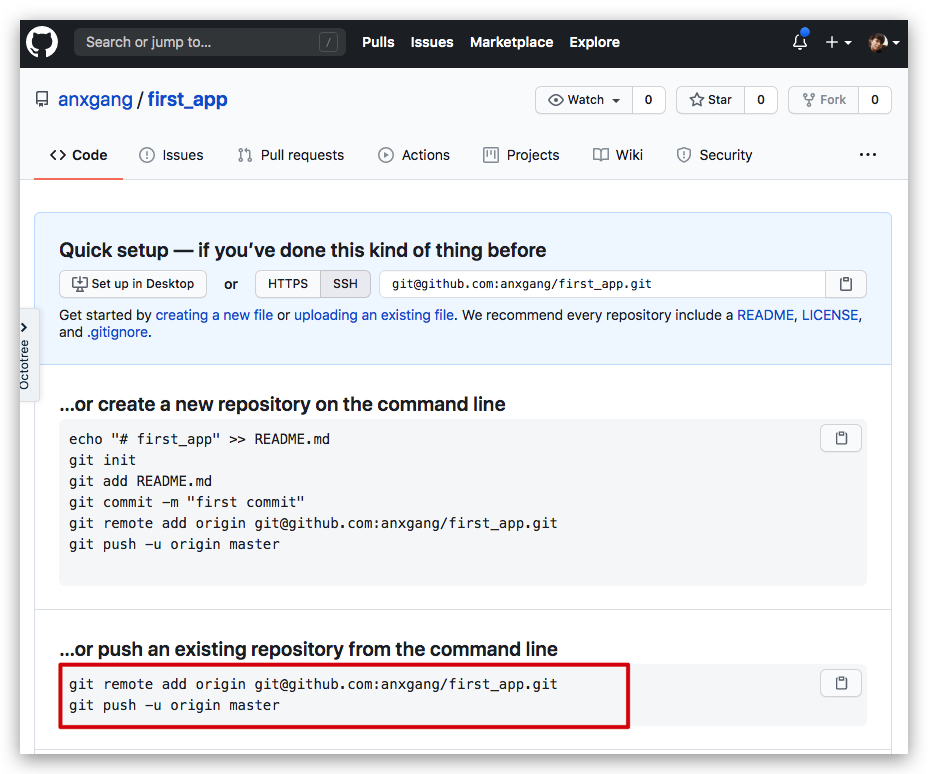 Search or jump to... /
Pulls Issues Marketplace Explore
anxgang / first_app
Watch 0 Star 0 Fork 0
Code Issues Pull requests Actions Projects Wiki Security ...
Quick setup — if you’ve done this kind of thing before
Set up in Desktop or HTTPS SSH git@github.com:anxgang/first_app.git
Get started by creating a new file or uploading an existing file. We recommend every repository include a README, LICENSE,
and .gitignore.
Octotree
...or create a new repository on the command line
echo "# first_app" >> README.md
git init
git add README.md
git commit -m "first commit"
git remote add origin git@github.com:anxgang/first_app.git
git push -u origin master
...or push an existing repository from the command line
git remote add origin git@github.com:anxgang/first_app.git
git push -u origin master